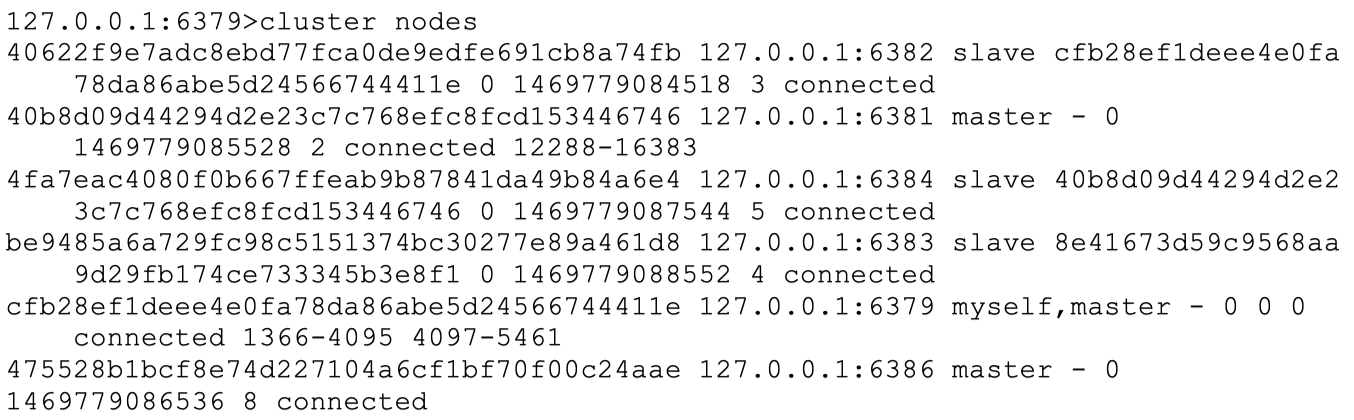 127.0.0.1:6379>cluster nodes
40622f9e7adc8ebd77fca0de9edfe691cb8a74fb 127.0.0.1:6382 slave cfb28ef1deee4e0fa
78da86abe5d24566744411e 0 1469779084518 3 connected
40b8d09d44294d2e23c7c768efc8fcd153446746 127.0.0.1:6381 master - 0
1469779085528 2 connected 12288-16383
4fa7eac4080f0b667ffeab9b87841da49b84a6e4 127.0.0.1:6384 slave 40b8d09d44294d2e2
3c7c768efc8fcd153446746 0 1469779087544 5 connected
be9485a6a729fc98c5151374bc30277e89a461d8 127.0.0.1:6383 slave 8e41673d59c9568aa
9d29fb174ce733345b3e8f1 0 1469779088552 4 connected
cfb28ef1deee4e0fa78da86abe5d24566744411e 127.0.0.1:6379 myself,master - 0 0 0
connected 1366-4095 4097-5461
475528b1bcf8e74d227104a6cf1bf70f00c24aae 127.0.0.1:6386 master - 0
1469779086536 8 connected